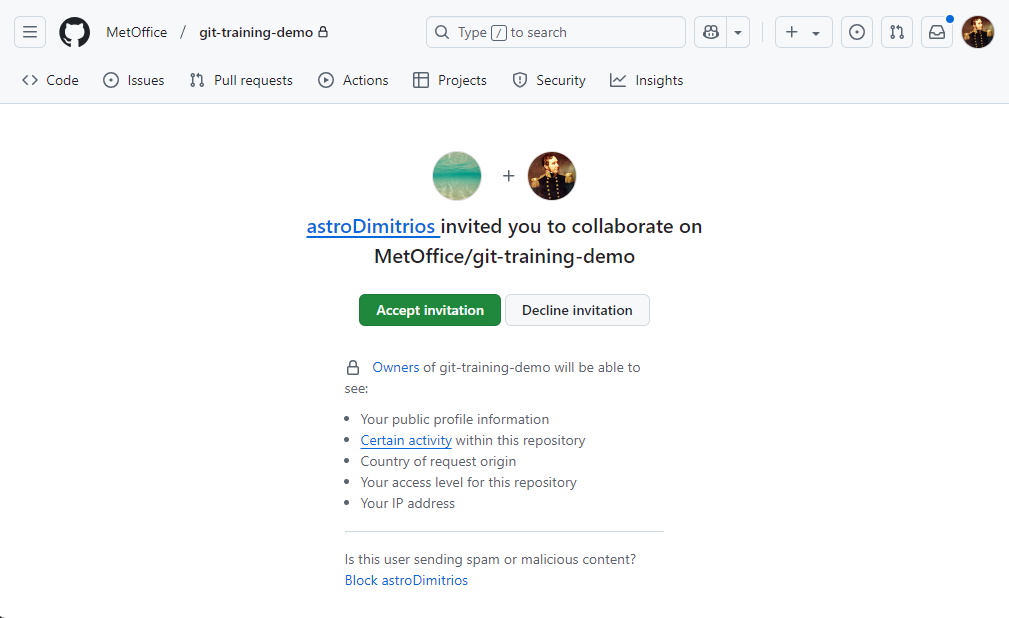 MetOffice / git-training-demo
Type / to search
Code Issues Pull requests Actions Projects Security Insights
+
astroDimitrios invited you to collaborate on
MetOffice/git-training-demo
Accept invitation Decline invitation
Owners of git-training-demo will be able to
see:
• Your public profile information
• Certain activity within this repository
• Country of request origin
• Your access level for this repository
• Your IP address
Is this user sending spam or malicious content?
Block astroDimitrios